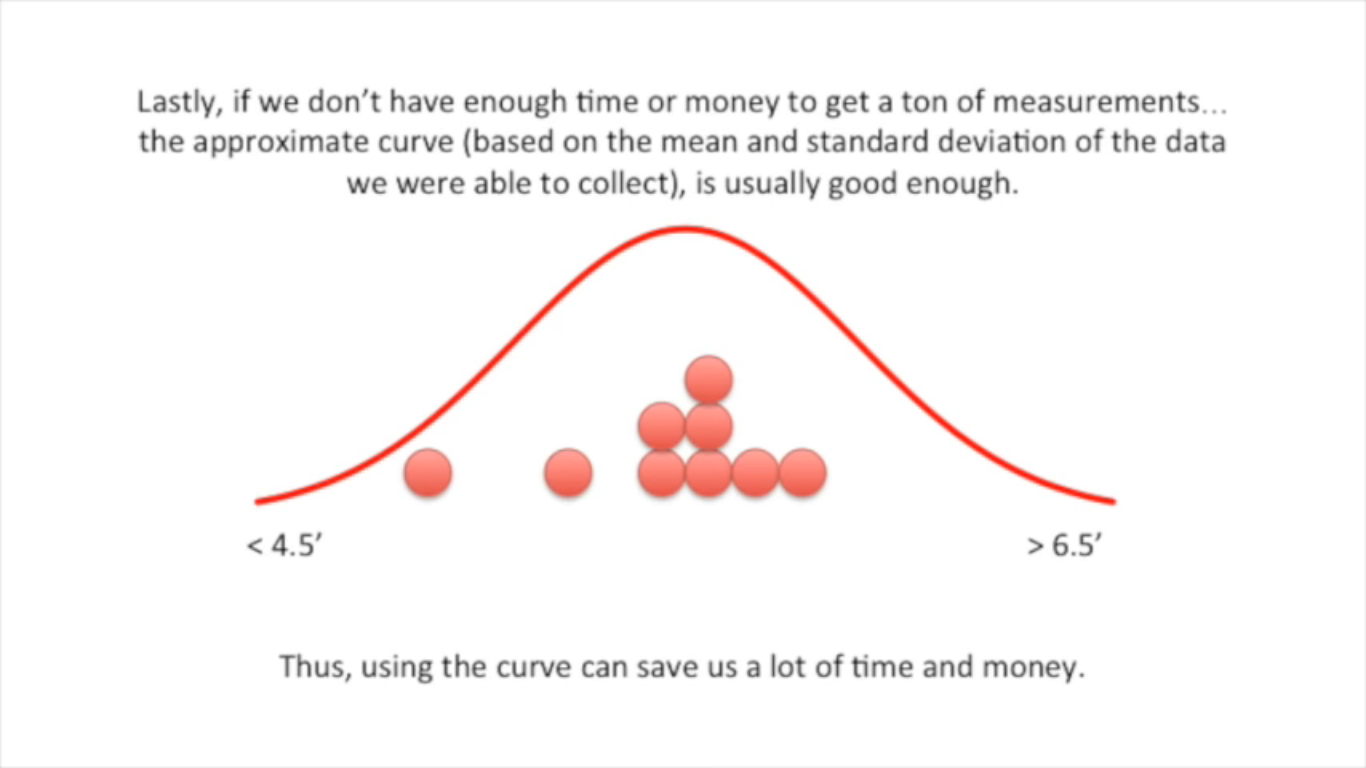 Lastly, if we don’t have enough time or money to get a ton of measurements…
the approximate curve (based on the mean and standard deviation of the data
we were able to collect), is usually good enough.
< 4.5’
> 6.5’
Thus, using the curve can save us a lot of time and money.